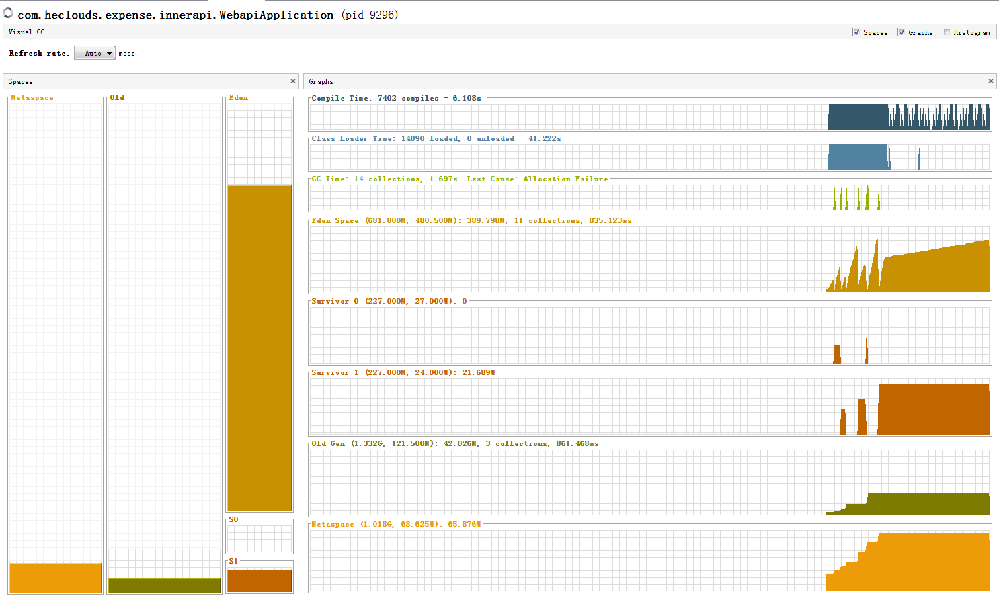 com.heclouds.expense.innerapi.WebapiApplication (pid 9296)
Visual GC
Spaces
Graphs
Histogram
Refresh rate: Auto msec.
Spaces
Graphs
Metaspace
Old
Eden
S0
S1
Compile Time: 7402 compiles - 6.108s
Class Loader Time: 14090 loaded, 0 unloaded - 41.222s
GC Time: 14 collections, 1.697s Last Cause: Allocation Failure
Eden Space (681.000M, 480.500M): 389.798M, 11 collections, 835.123ms
Survivor 0 (227.000M, 27.000M): 0
Survivor 1 (227.000M, 24.000M): 21.689M
Old Gen (1.332G, 121.500M): 42.026M, 3 collections, 861.468ms
Metaspace (1.018G, 68.625M): 65.876M